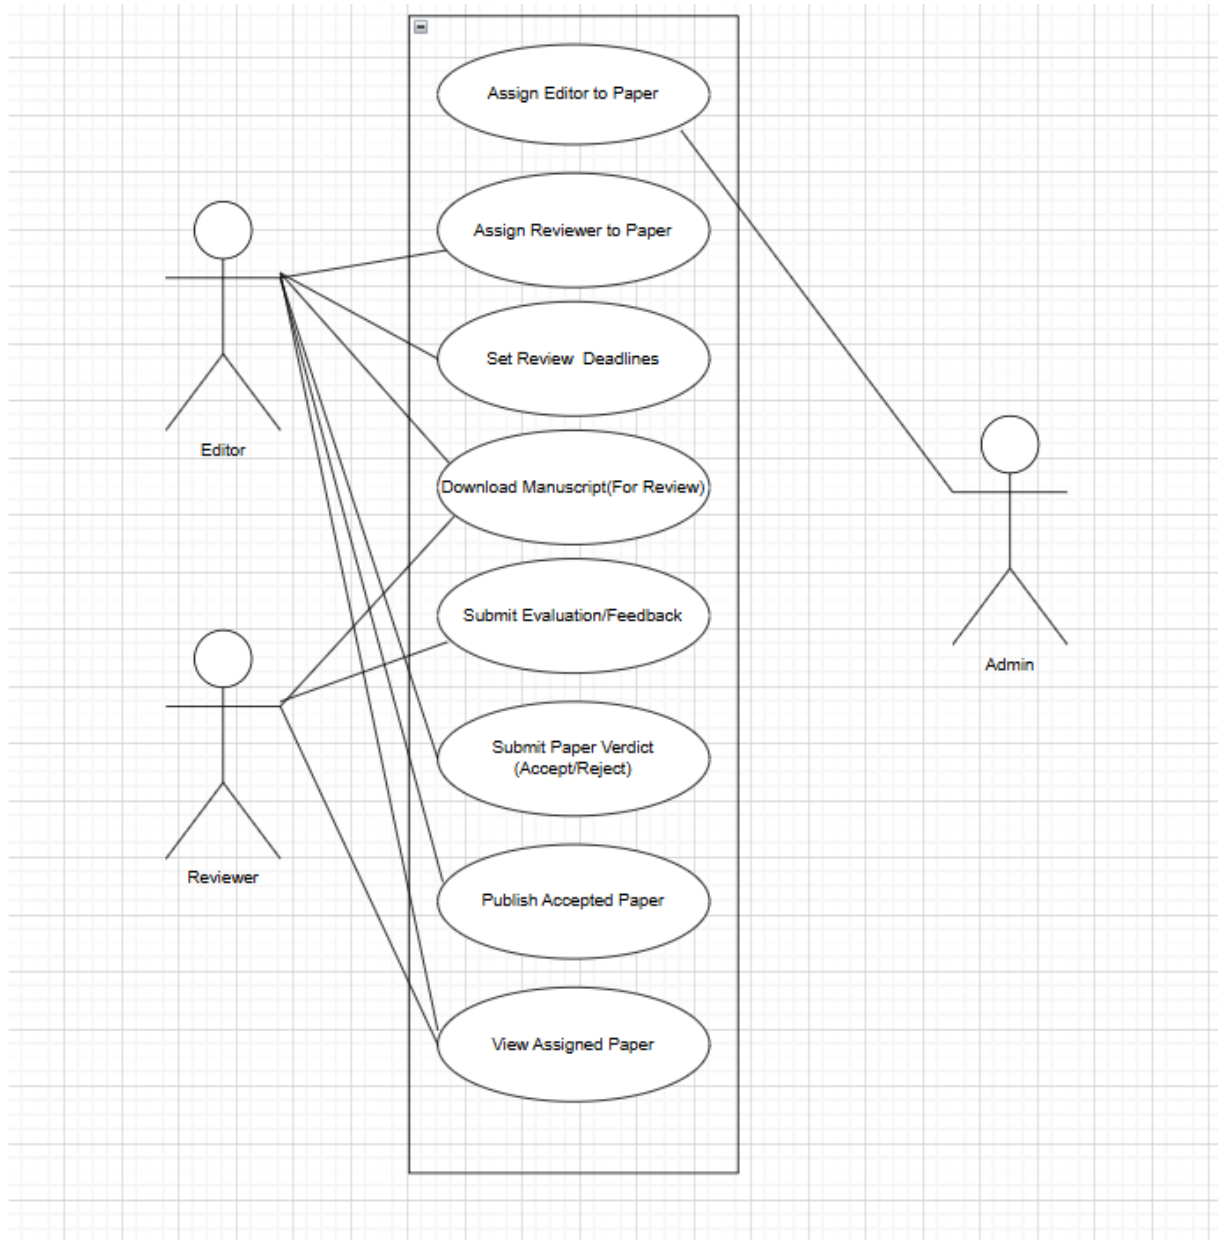 Assign Editor to Paper
Assign Reviewer to Paper
Set Review  Deadlines
Editor
Download Manuscript(For Review)
Submit Evaluation/Feedback
Admin
Submit Paper Verdict
(Accept/Reject)
Reviewer
Publish Accepted Paper
View Assigned Paper